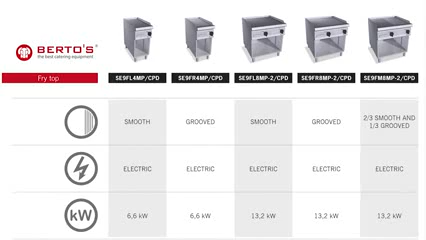 BERTO'S®
the best catering equipment
Fry top
SE9FL4MP/CPD SE9FR4MP/CPD SE9FL8MP-2/CPD SE9FR8MP-2/CPD SE9FM8MP-2/CPD
SMOOTH GROOVED SMOOTH GROOVED 2/3 SMOOTH AND
1/3 GROOVED
ELECTRIC ELECTRIC ELECTRIC ELECTRIC ELECTRIC
kW 6,6 kW 6,6 kW 13,2 kW 13,2 kW 13,2 kW